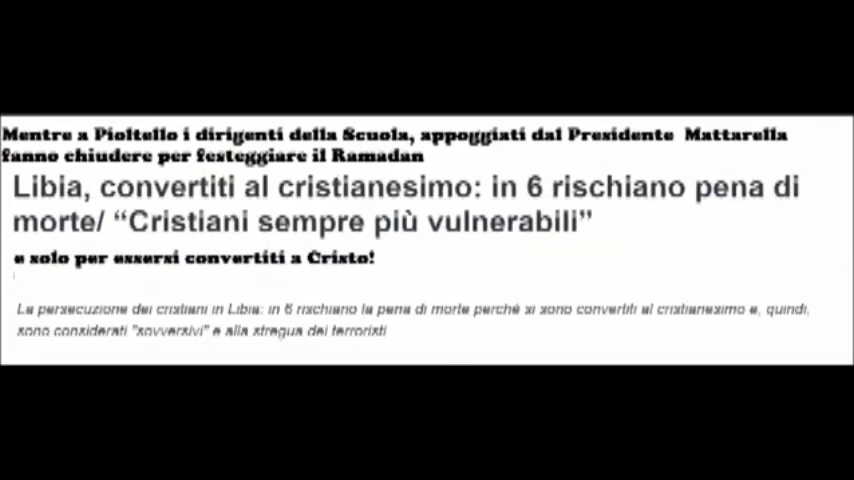 Mentre a Pioltello i dirigenti della Scuola, appoggiati dal Presidente Mattarella
fanno chiudere per festeggiare il Ramadan
Libia, convertiti al cristianesimo: in 6 rischiano pena di
morte/ “Cristiani sempre più vulnerabili”
e solo per essersi convertiti a Cristo!
La persecuzione dei cristiani in Libia: in 6 rischiano la pena di morte perché si sono convertiti al cristianesimo e, quindi,
sono considerati "sovversivi" e alla stregua dei terroristi